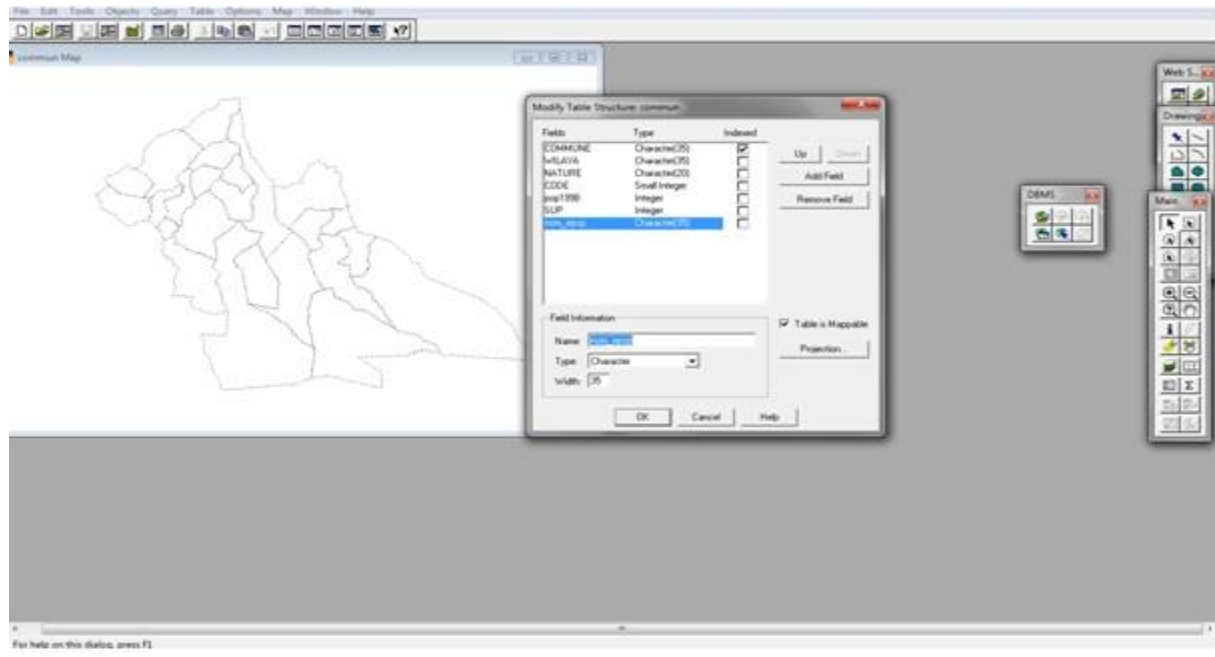 File Edit Tools Objects Query Table Options Map Window Help
commun Map
Web S...
Drawing
DBMS
Main
Modify Table Structure: commun
Fields Type Indexed
COMMUNE Character(35)
WILAYA Character(35)
NATURE Character(20)
CODE Small Integer
pop1998 Integer
SUP Integer
Character(35)
Up Down
Add Field
Remove Field
Field Information
Name:
Type: Character
Width: 35
Table is Mappable
Projection...
OK Cancel Help
For help on this dialog, press F1